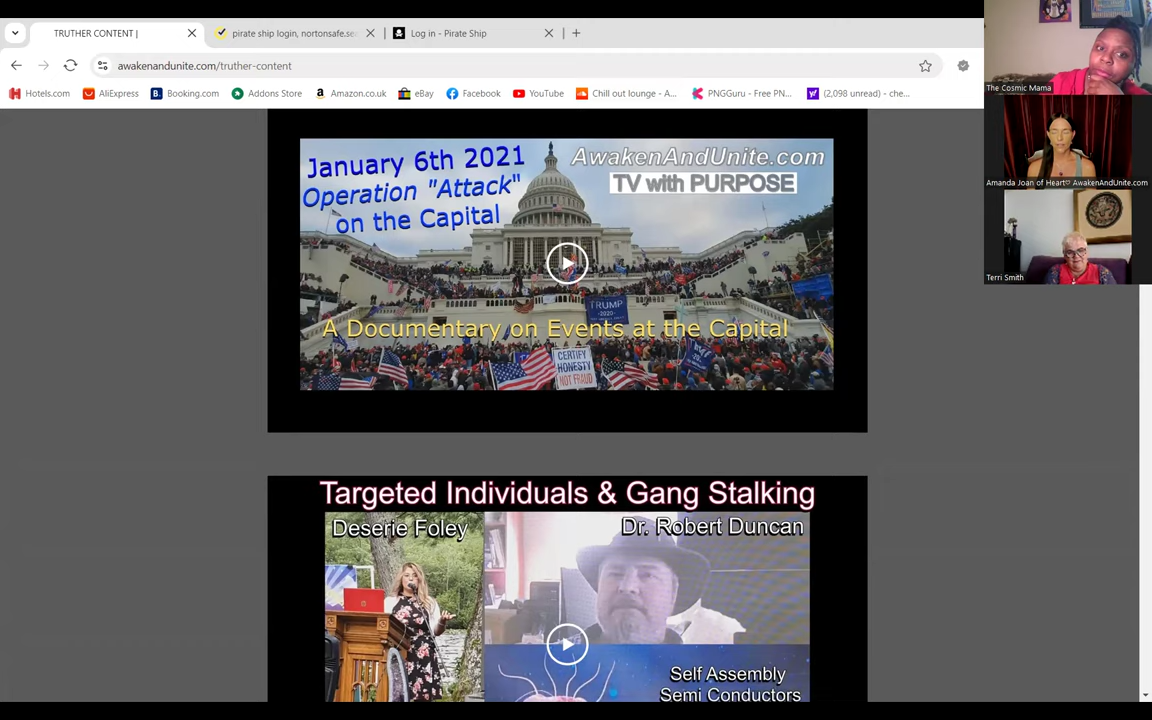 TRUTHER CONTENT |
pirate ship login, nortonsafe.se
Log in - Pirate Ship
awakenandunite.com/truther-content
Hotels.com
AliExpress
Booking.com
Addons Store
Amazon.co.uk
eBay
Facebook
YouTube
Chill out lounge - A...
PNGGuru - Free PN...
(2,098 unread) - che...
The Cosmic Mama
Amanda Joan of Heart♡ AwakenAndUnite.com
Terri Smith
January 6th 2021
Operation "Attack"
on the Capital
AwakenAndUnite.com
TV with PURPOSE
TRUMP
2020
A Documentary on Events at the Capital
CERTIFY
HONESTY
NOT FRAUD
Targeted Individuals & Gang Stalking
Deserie Foley
Dr. Robert Duncan
Self Assembly
Semi Conductors